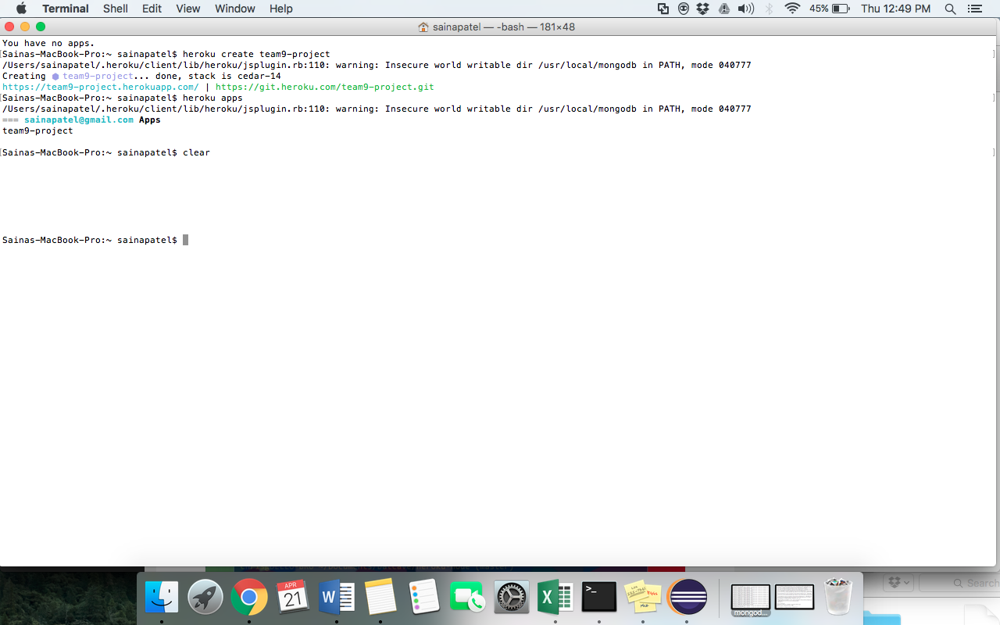 Terminal Shell Edit View Window Help 45% Thu 12:49 PM
sainapatel — -bash — 181×48
You have no apps.
[Sainas-MacBook-Pro:~ sainapatel$ heroku create team9-project ]
/Users/sainapatel/.heroku/client/lib/heroku/jsplugin.rb:110: warning: Insecure world writable dir /usr/local/mongodb in PATH, mode 040777
Creating ⬢ team9-project... done, stack is cedar-14
https://team9-project.herokuapp.com/ | https://git.heroku.com/team9-project.git
[Sainas-MacBook-Pro:~ sainapatel$ heroku apps ]
/Users/sainapatel/.heroku/client/lib/heroku/jsplugin.rb:110: warning: Insecure world writable dir /usr/local/mongodb in PATH, mode 040777
=== sainapatel@gmail.com Apps
team9-project
[Sainas-MacBook-Pro:~ sainapatel$ clear ]
Sainas-MacBook-Pro:~ sainapatel$
Search
APR
21
W
X
>_
mongod...